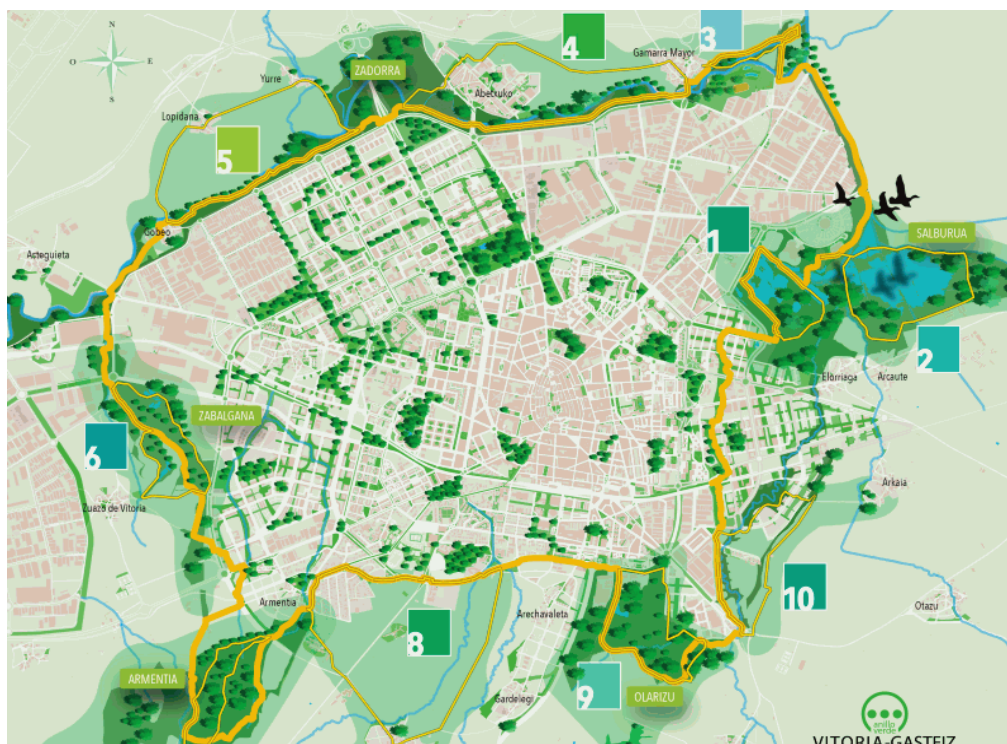 N
O
E
S
4
3
Gamarra Mayor
ZADORRA
Yurre
Abetxuko
Lopidana
5
1
SALBURUA
Gobeo
Asteguieta
2
Elorriaga
Arcaute
ZABALGANA
6
Arkaia
Zuazo de Vitoria
10
Armentia
8
Arechavaleta
Otazu
ARMENTIA
9
OLARIZU
Gardelegi
anillo
verde
VITORIA-GASTEIZ